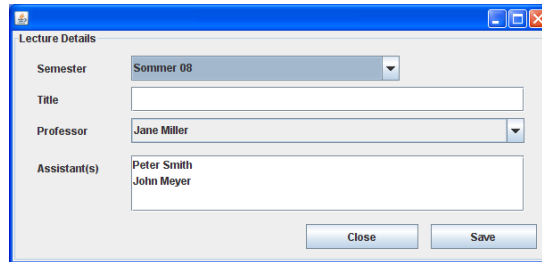 Lecture Details
Semester Sommer 08
Title
Professor Jane Miller
Assistant(s) Peter Smith
John Meyer
Close Save